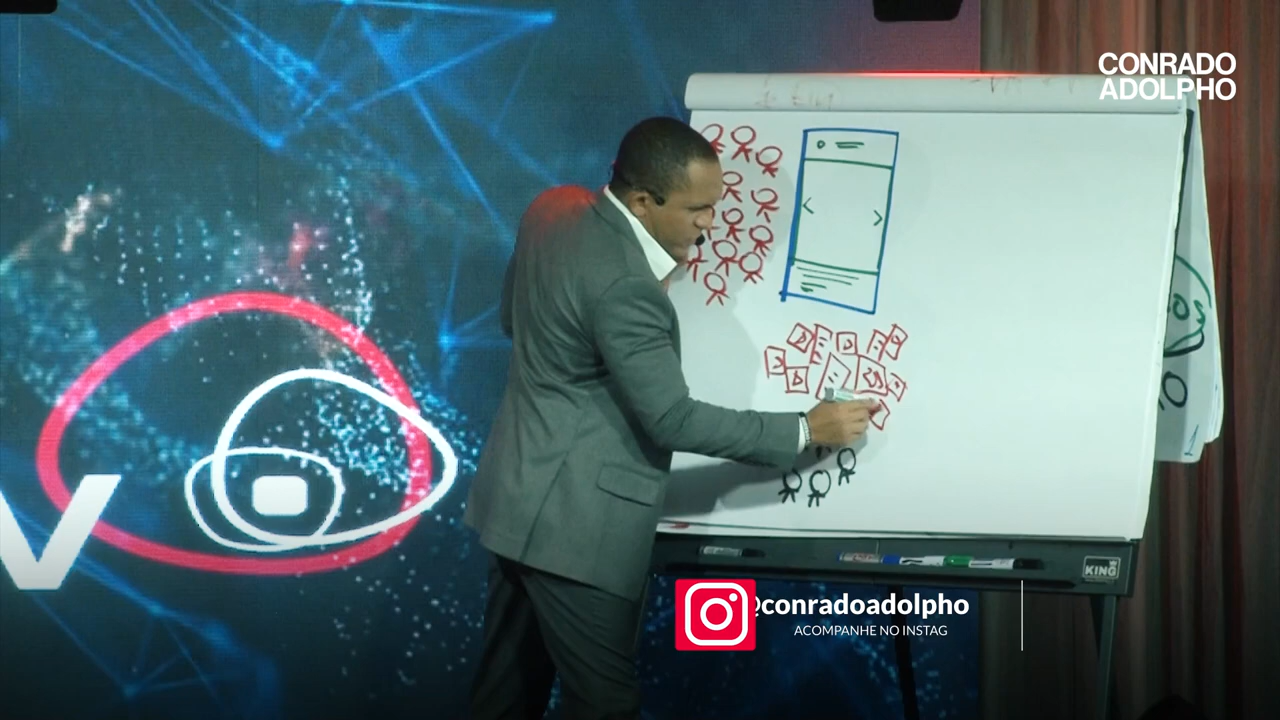 CONRADO
ADOLPHO
V
KING
@conradoadolpho
ACOMPANHE NO INSTAG